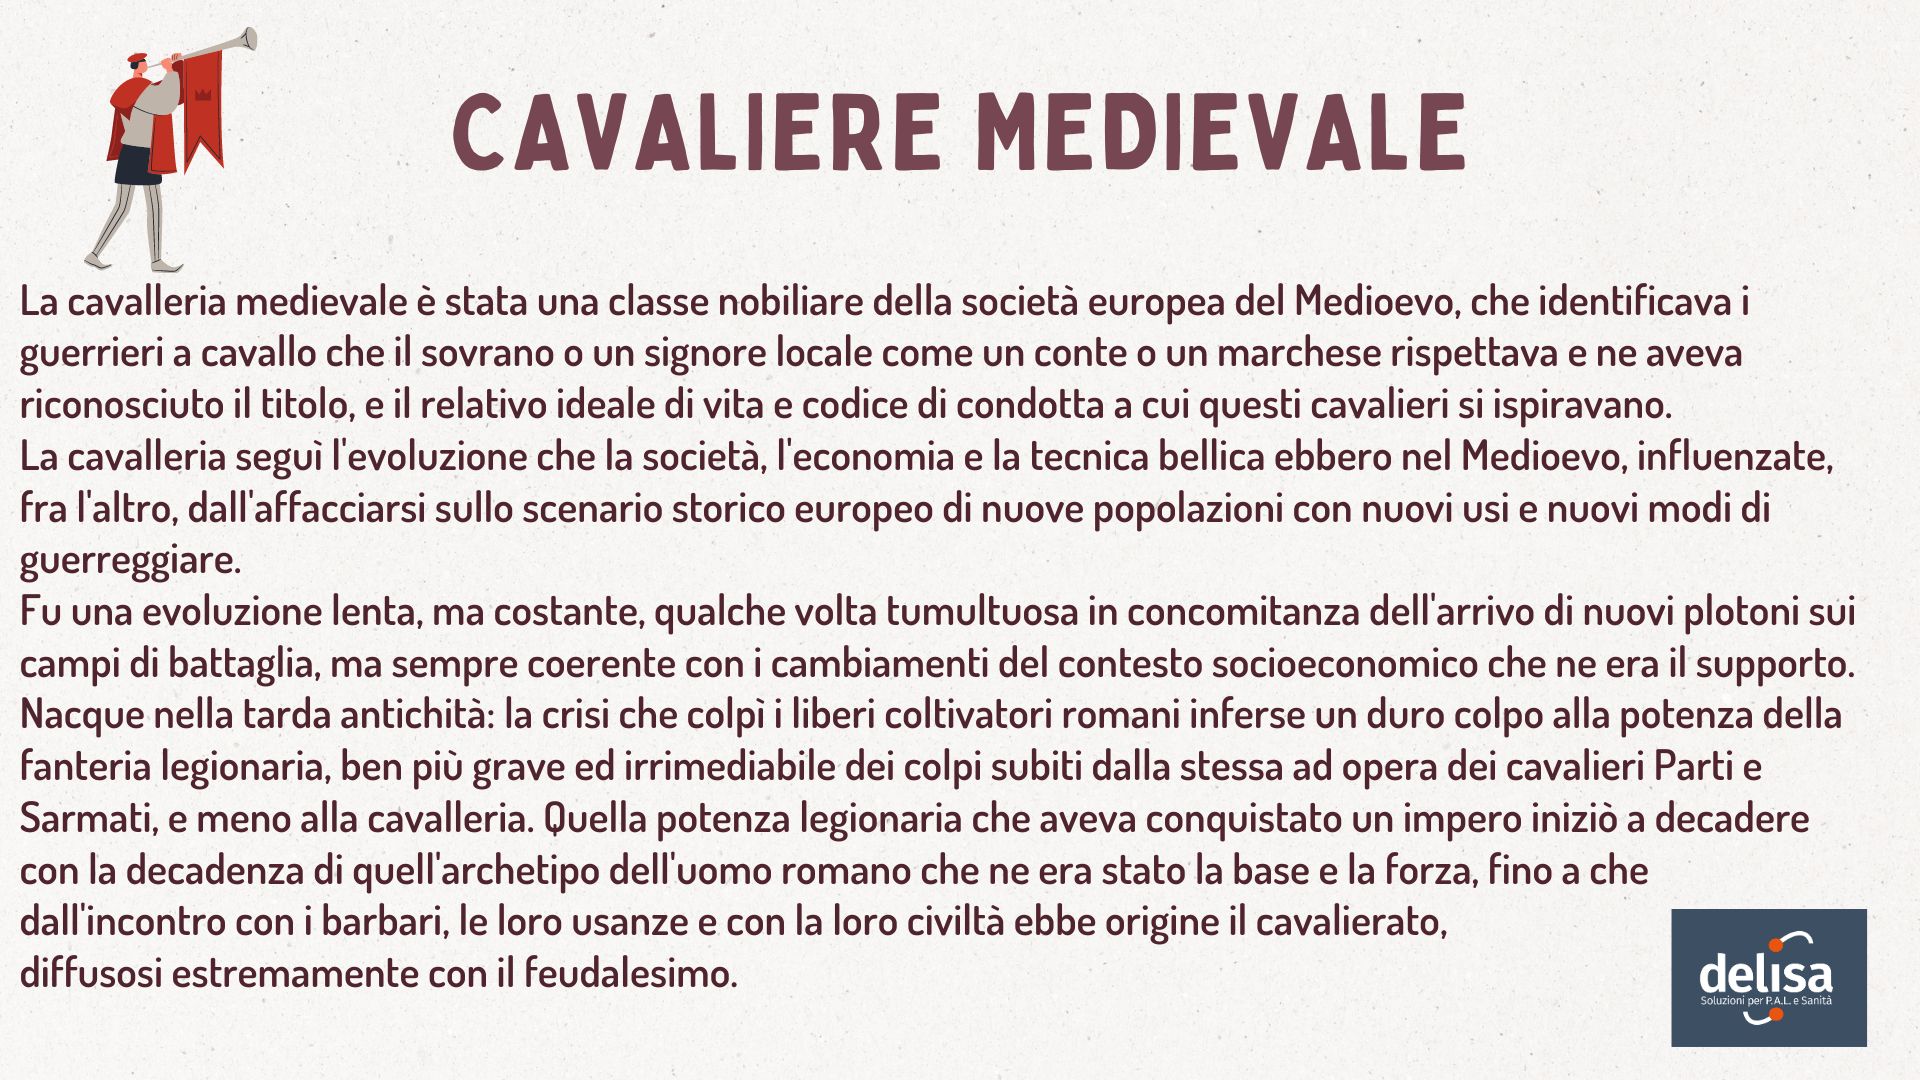 CAVALIERE MEDIEVALE
La cavalleria medievale è stata una classe nobiliare della società europea del Medioevo, che identificava i
guerrieri a cavallo che il sovrano o un signore locale come un conte o un marchese rispettava e ne aveva
riconosciuto il titolo, e il relativo ideale di vita e codice di condotta a cui questi cavalieri si ispiravano.
La cavalleria seguì l'evoluzione che la società, l'economia e la tecnica bellica ebbero nel Medioevo, influenzate,
fra l'altro, dall'affacciarsi sullo scenario storico europeo di nuove popolazioni con nuovi usi e nuovi modi di
guerreggiare.
Fu una evoluzione lenta, ma costante, qualche volta tumultuosa in concomitanza dell'arrivo di nuovi plotoni sui
campi di battaglia, ma sempre coerente con i cambiamenti del contesto socioeconomico che ne era il supporto.
Nacque nella tarda antichità: la crisi che colpì i liberi coltivatori romani inferse un duro colpo alla potenza della
fanteria legionaria, ben più grave ed irrimediabile dei colpi subiti dalla stessa ad opera dei cavalieri Parti e
Sarmati, e meno alla cavalleria. Quella potenza legionaria che aveva conquistato un impero iniziò a decadere
con la decadenza di quell'archetipo dell'uomo romano che ne era stato la base e la forza, fino a che
dall'incontro con i barbari, le loro usanze e con la loro civiltà ebbe origine il cavalierato,
diffusosi estremamente con il feudalesimo.
delisa
Soluzioni per P.A.L. e Sanità